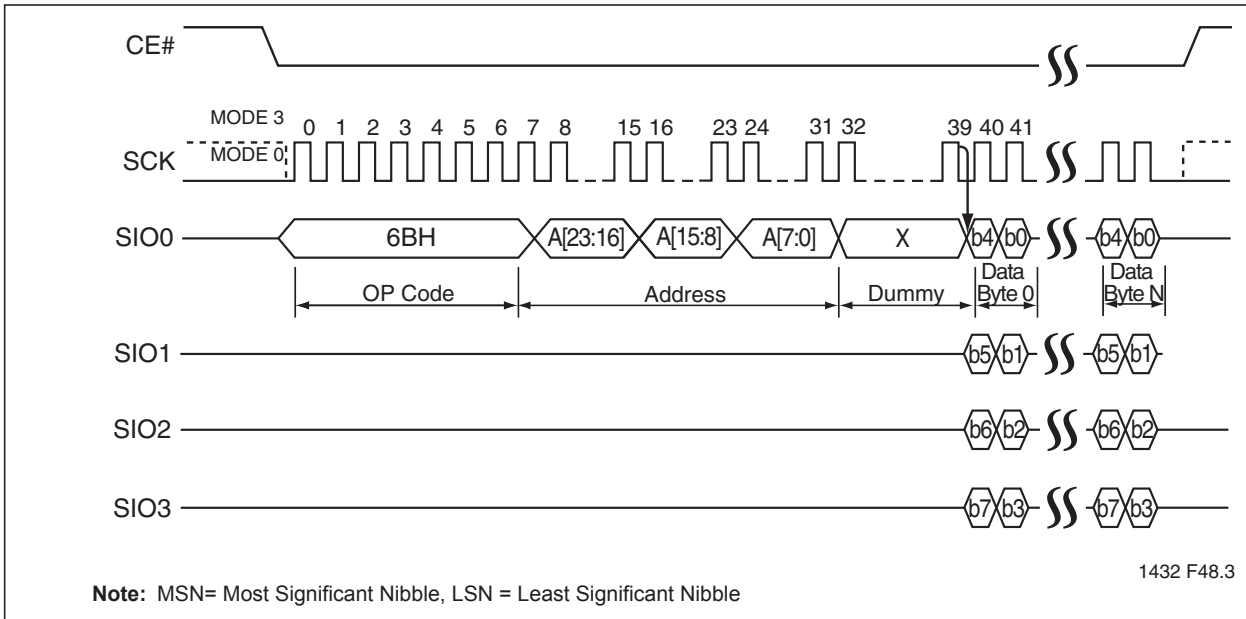 CE#
MODE 3
0 1 2 3 4 5 6 7 8 15 16 23 24 31 32 39 40 41
SCK
MODE 0
SIO0
6BH
A[23:16]
A[15:8]
A[7:0]
X
b4 b0
b4 b0
OP Code
Address
Dummy
Data
Byte 0
Data
Byte N
SIO1
b5 b1
b5 b1
SIO2
b6 b2
b6 b2
SIO3
b7 b3
b7 b3
1432 F48.3
Note: MSN= Most Significant Nibble, LSN = Least Significant Nibble